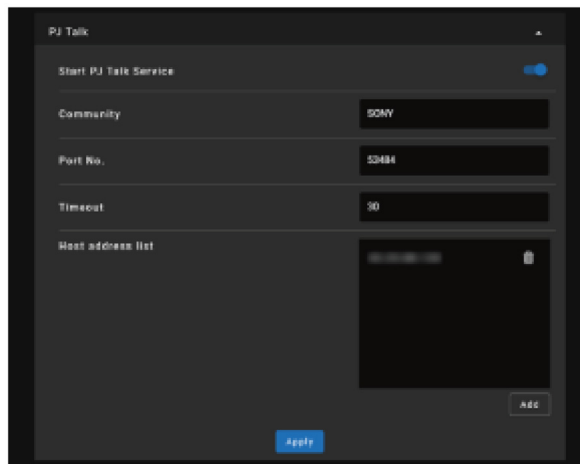 PJ Talk
Start PJ Talk Service
Community
SONY
Port No.
53484
Timeout
30
Host address list
Add
Apply